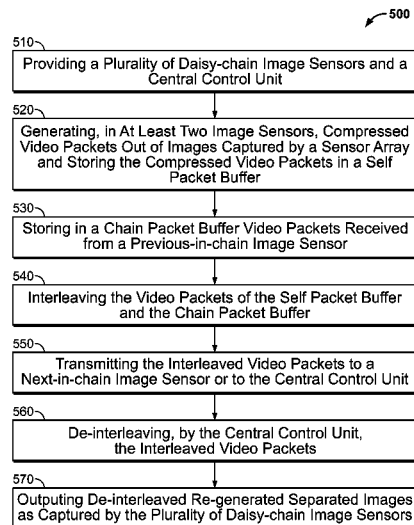 500
510
Providing a Plurality of Daisy-chain Image Sensors and a
Central Control Unit
520
Generating, in At Least Two Image Sensors, Compressed
Video Packets Out of Images Captured by a Sensor Array
and Storing the Compressed Video Packets in a Self
Packet Buffer
530
Storing in a Chain Packet Buffer Video Packets Received
from a Previous-in-chain Image Sensor
540
Interleaving the Video Packets of the Self Packet Buffer
and the Chain Packet Buffer
550
Transmitting the Interleaved Video Packets to a
Next-in-chain Image Sensor or to the Central Control Unit
560
De-interleaving, by the Central Control Unit,
the Interleaved Video Packets
570
Outputing De-interleaved Re-generated Separated Images
as Captured by the Plurality of Daisy-chain Image Sensors